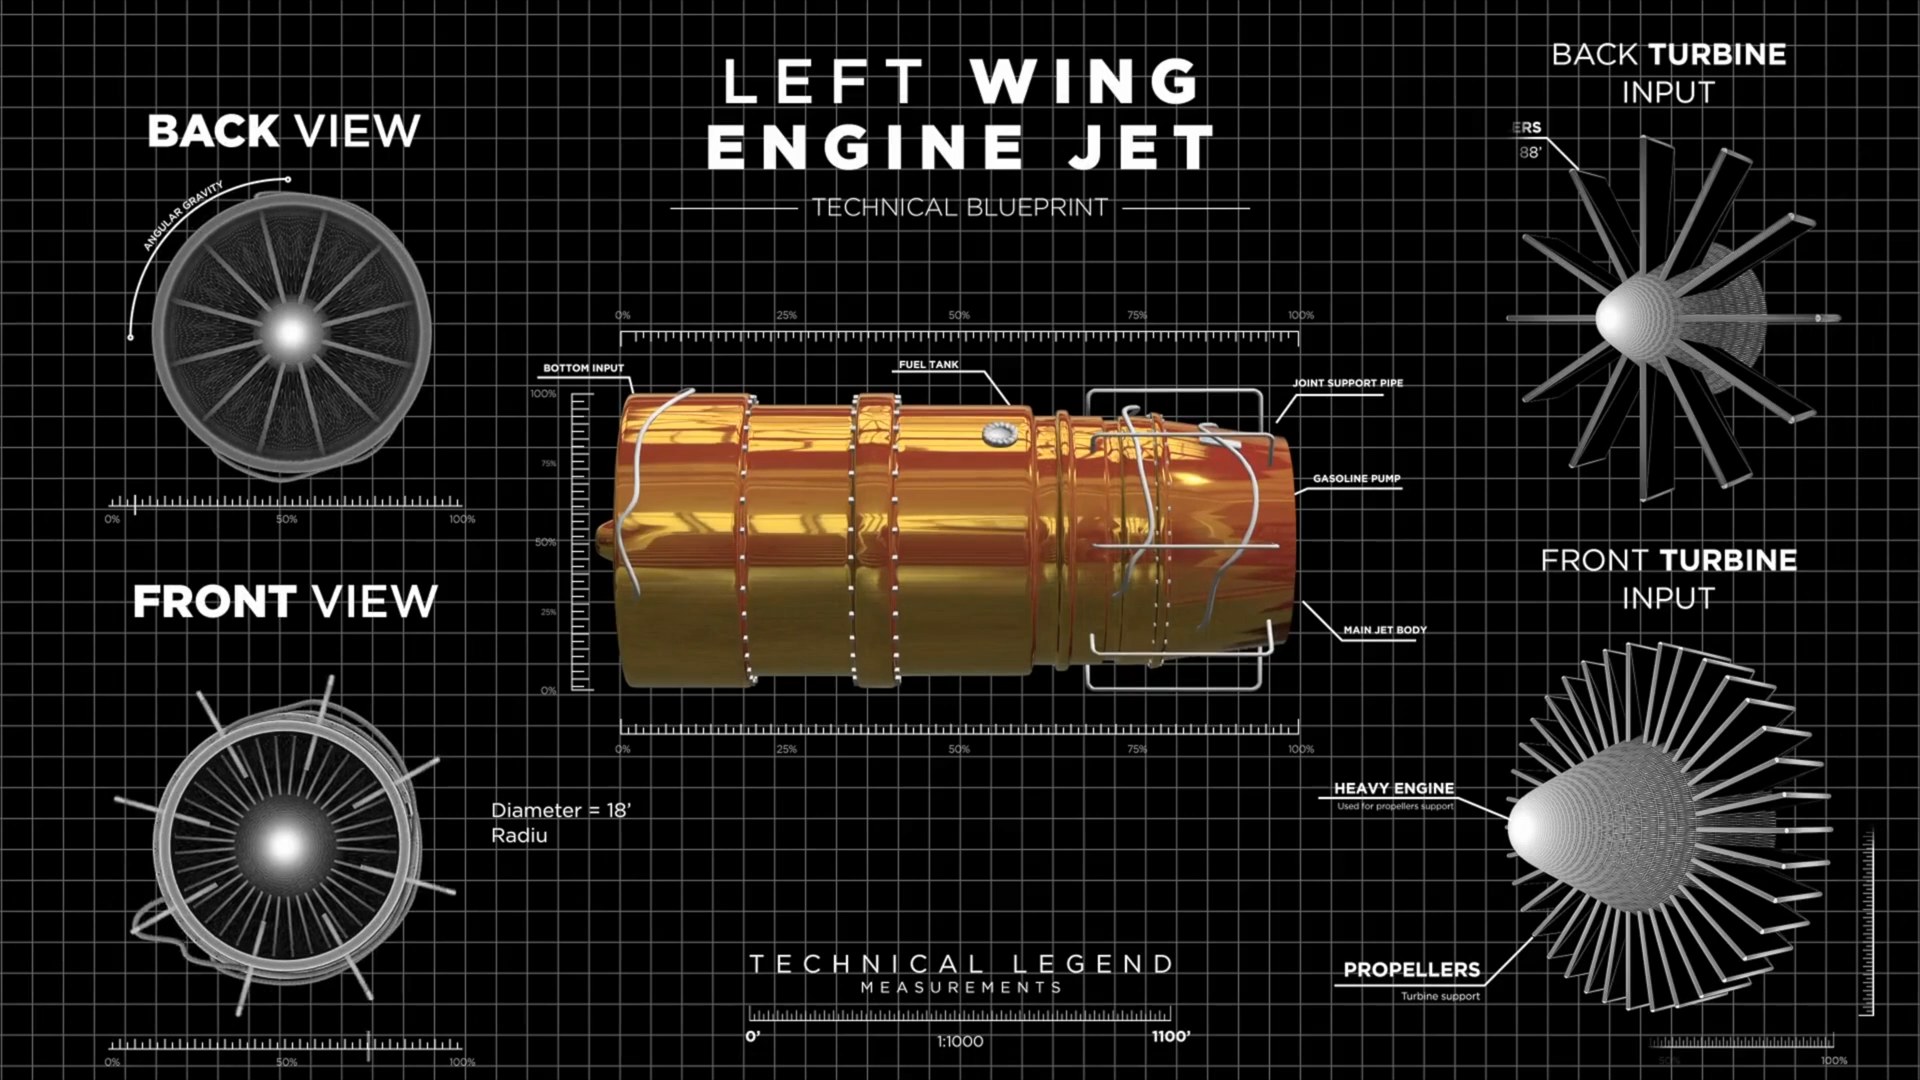 LEFT WING
ENGINE JET
TECHNICAL BLUEPRINT
BACK VIEW
ANGULAR GRAVITY
0%
50%
100%
FRONT VIEW
0%
50%
100%
Diameter = 18'
Radiu
0%
25%
50%
75%
100%
BOTTOM INPUT
FUEL TANK
JOINT SUPPORT PIPE
GASOLINE PUMP
MAIN JET BODY
100%
75%
50%
25%
0%
0%
25%
50%
75%
100%
TECHNICAL LEGEND
MEASUREMENTS
0'
1:1000
1100'
BACK TURBINE
INPUT
ERS
88'
FRONT TURBINE
INPUT
HEAVY ENGINE
Used for propellers support
PROPELLERS
Turbine support
50%
100%